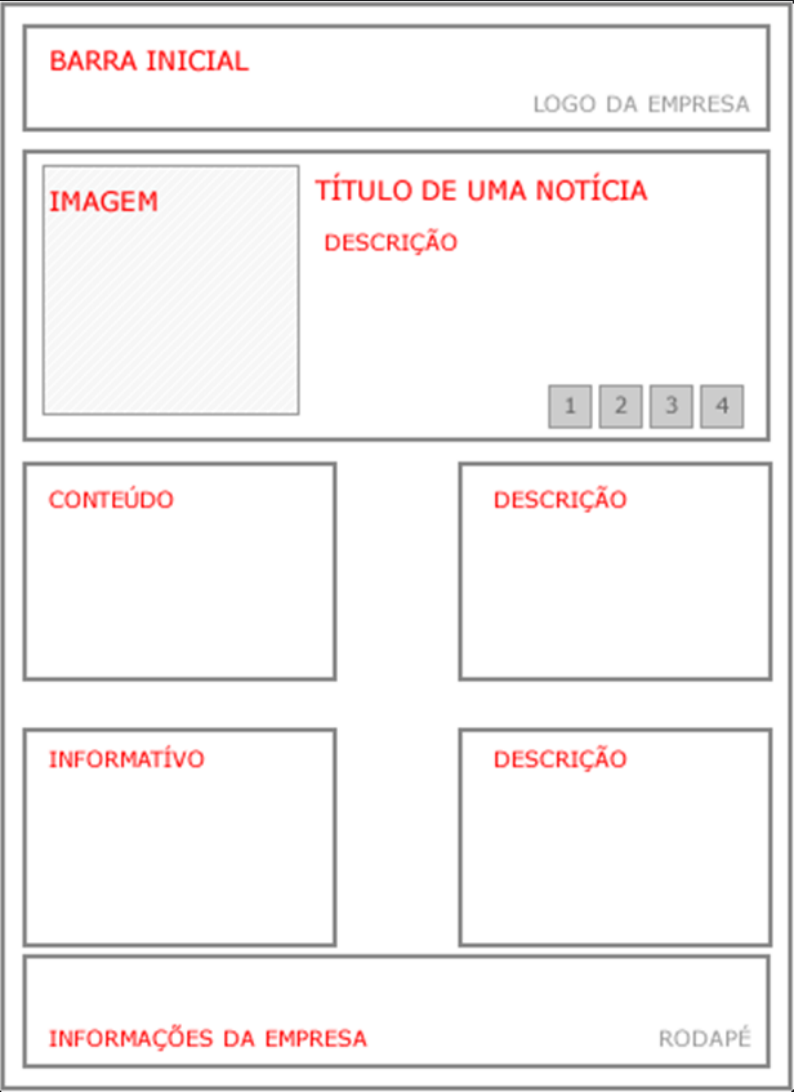 BARRA INICIAL
LOGO DA EMPRESA
IMAGEM
TÍTULO DE UMA NOTÍCIA
DESCRIÇÃO
1 2 3 4
CONTEÚDO
DESCRIÇÃO
INFORMATÍVO
DESCRIÇÃO
INFORMAÇÕES DA EMPRESA
RODAPÉ